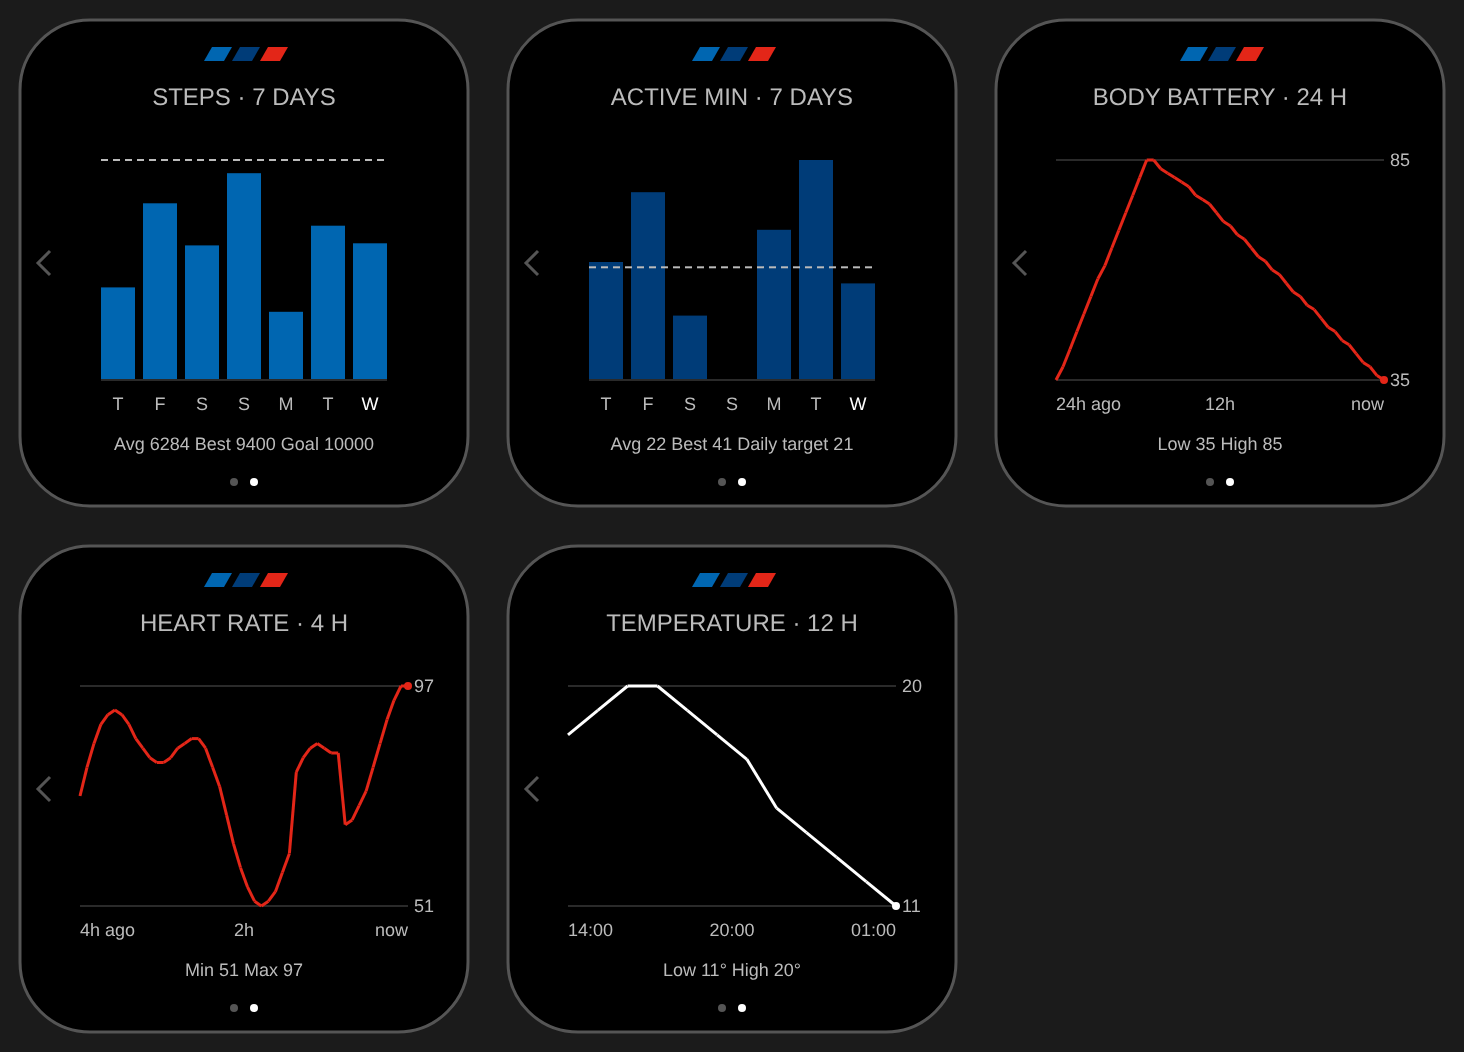 STEPS · 7 DAYS
T F S S M T W
Avg 6284 Best 9400 Goal 10000
ACTIVE MIN · 7 DAYS
T F S S M T W
Avg 22 Best 41 Daily target 21
BODY BATTERY · 24 H
85
35
24h ago 12h now
Low 35 High 85
HEART RATE · 4 H
97
51
4h ago 2h now
Min 51 Max 97
TEMPERATURE · 12 H
20
11
14:00 20:00 01:00
Low 11° High 20°